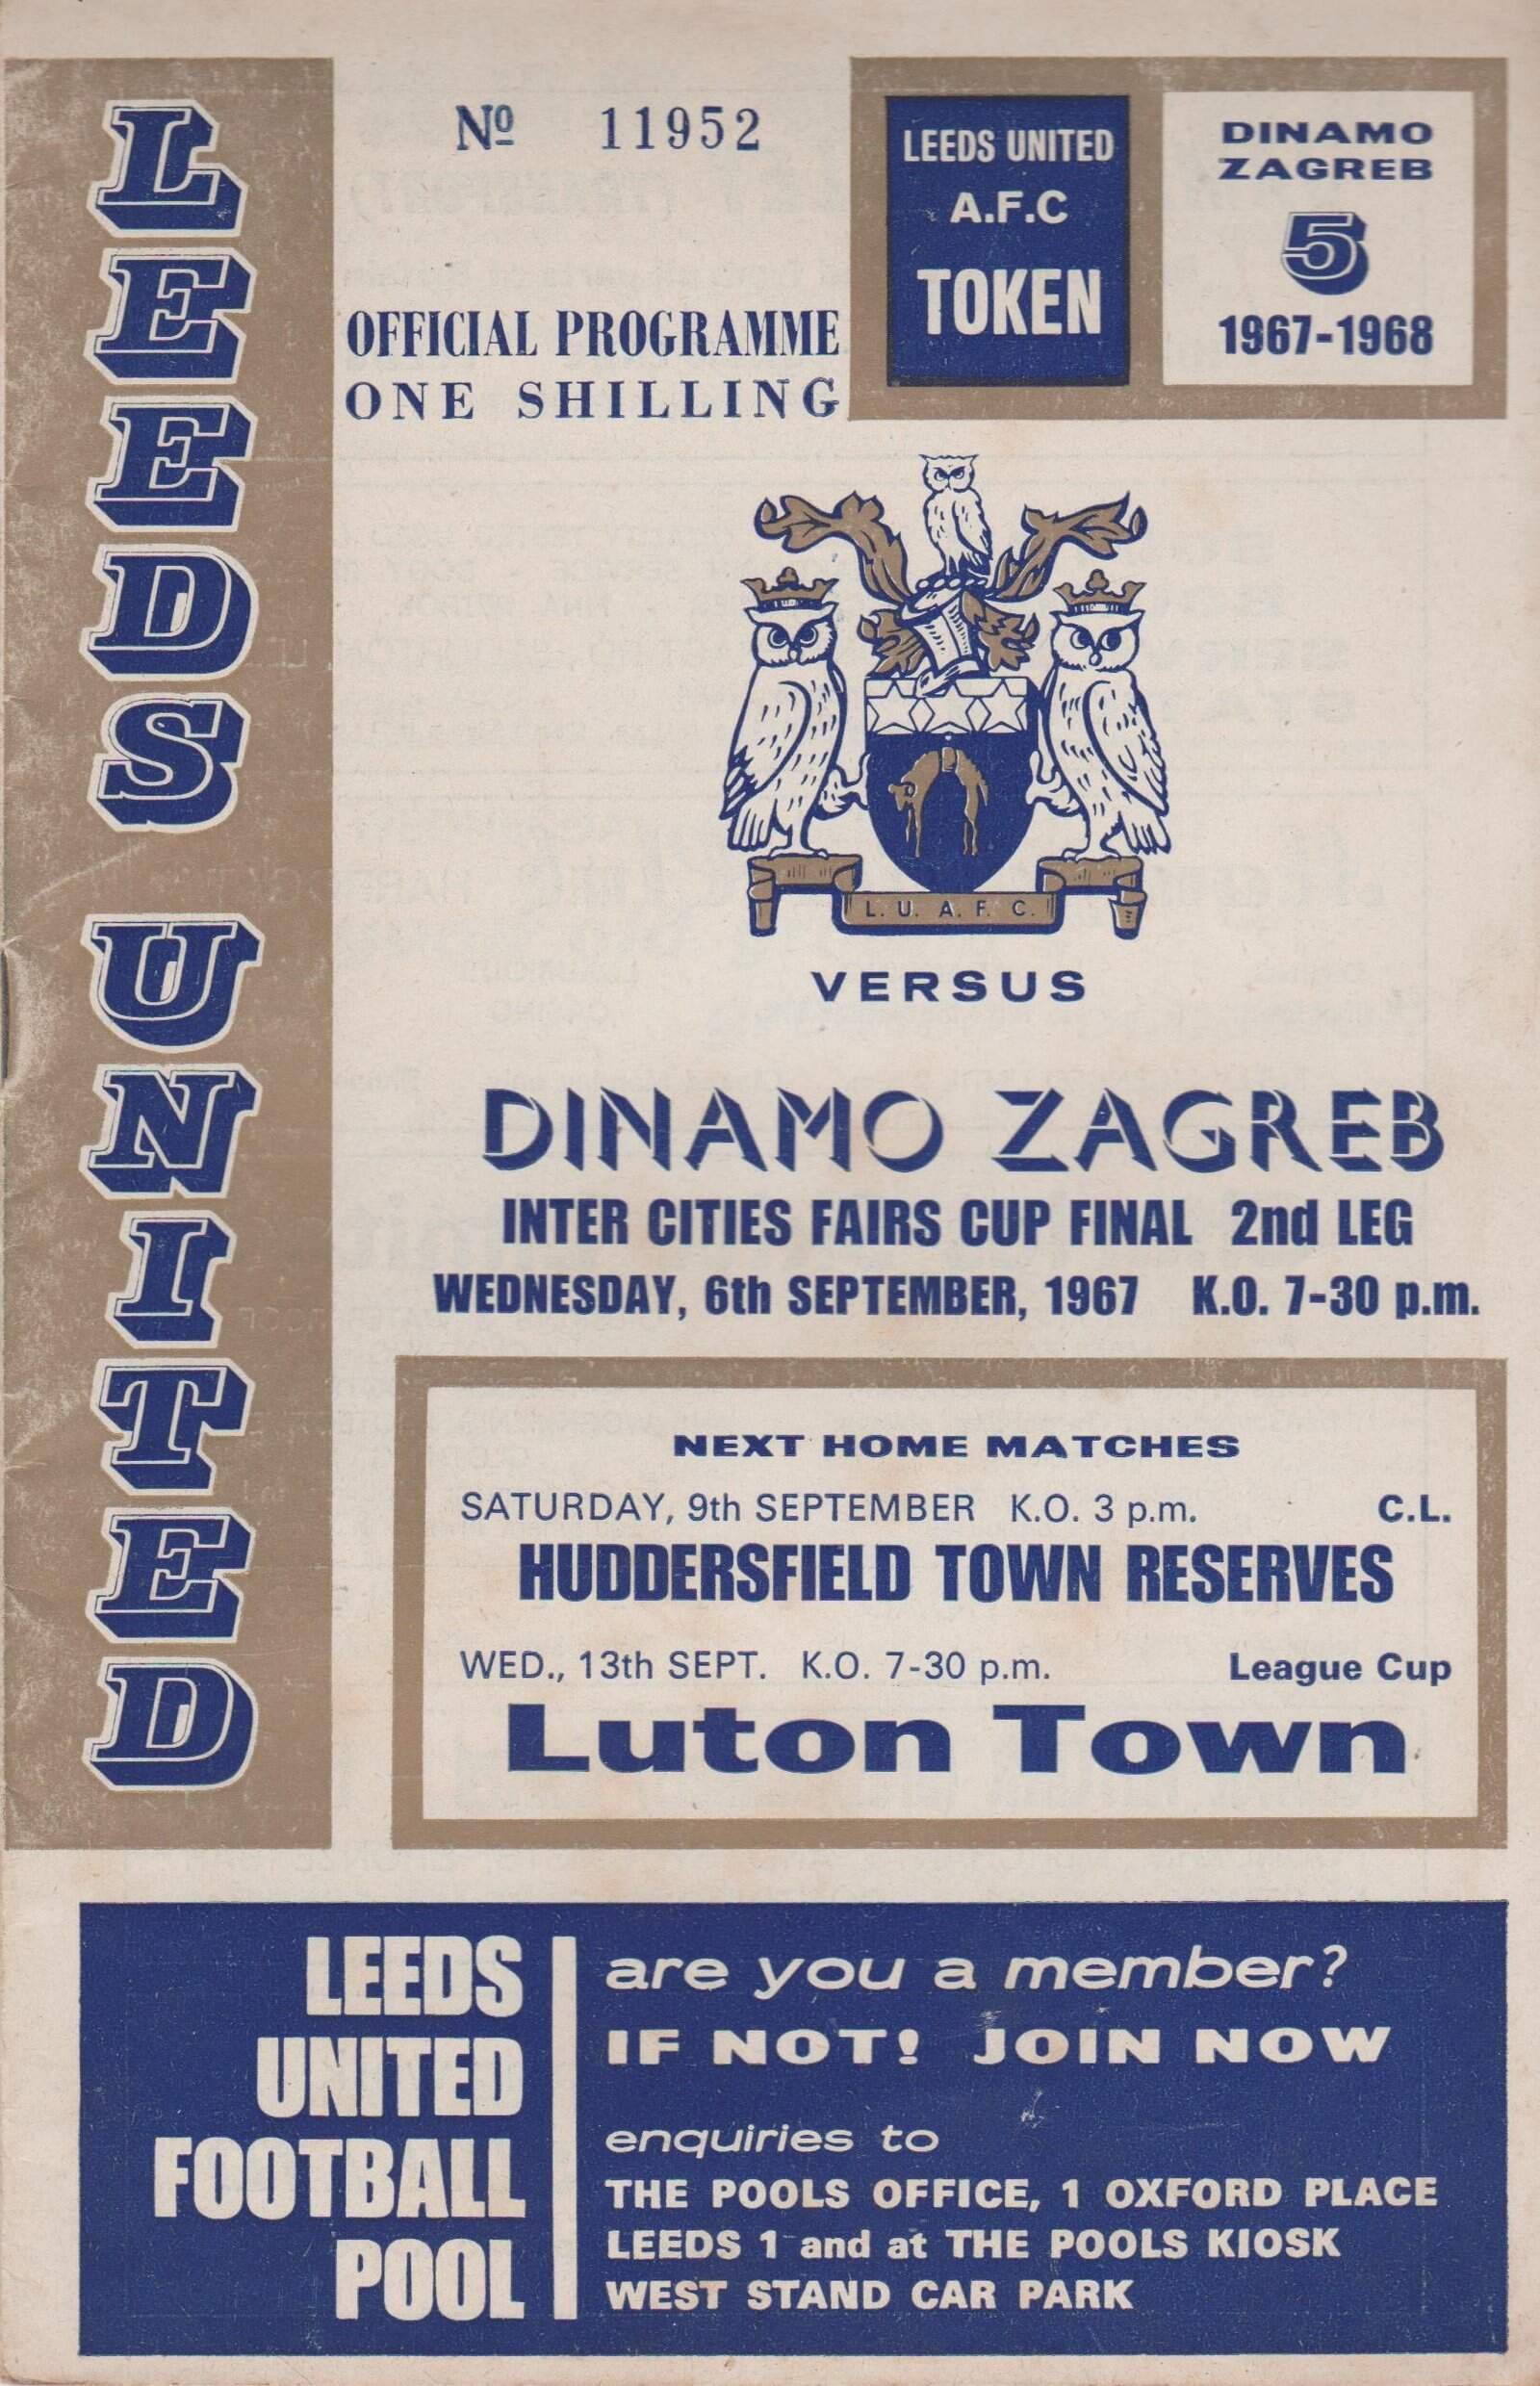 LEEDS UNITED
Nº 11952
OFFICIAL PROGRAMME
ONE SHILLING
LEEDS UNITED
A.F.C
TOKEN
DINAMO
ZAGREB
5
1967-1968
L. U. A. F. C.
VERSUS
DINAMO ZAGREB
INTER CITIES FAIRS CUP FINAL 2nd LEG
WEDNESDAY, 6th SEPTEMBER, 1967 K.O. 7-30 p.m.
NEXT HOME MATCHES
SATURDAY, 9th SEPTEMBER K.O. 3 p.m. C.L.
HUDDERSFIELD TOWN RESERVES
WED., 13th SEPT. K.O. 7-30 p.m. League Cup
Luton Town
LEEDS
UNITED
FOOTBALL
POOL
are you a member?
IF NOT! JOIN NOW
enquiries to
THE POOLS OFFICE, 1 OXFORD PLACE
LEEDS 1 and at THE POOLS KIOSK
WEST STAND CAR PARK